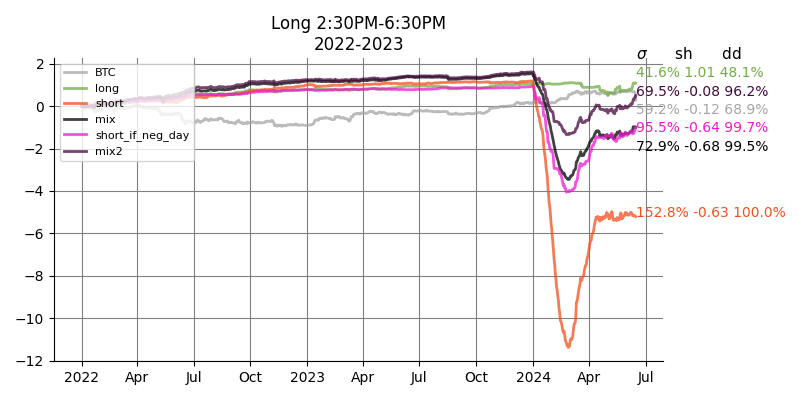 Long 2:30PM-6:30PM
2022-2023
σ sh dd
BTC
long
short
mix
short_if_neg_day
mix2
41.6% 1.01 48.1%
69.5% -0.08 96.2%
59.2% -0.12 68.9%
95.5% -0.64 99.7%
72.9% -0.68 99.5%
152.8% -0.63 100.0%
2
0
−2
−4
−6
−8
−10
−12
2022 Apr Jul Oct 2023 Apr Jul Oct 2024 Apr Jul